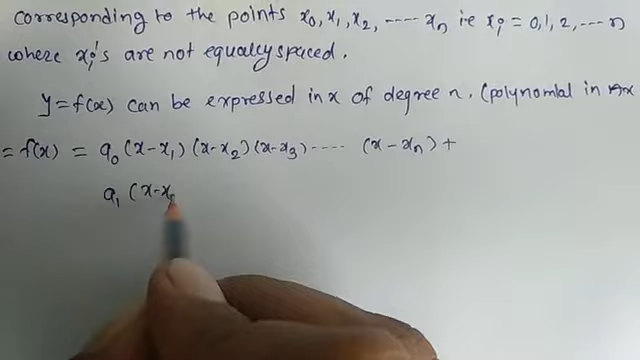 corresponding to the points x₀, x₁, x₂, ---- xₙ ie xᵢ = 0, 1, 2, --- n
where xᵢ's are not equally spaced.
y = f(x) can be expressed in x of degree n. (polynomial in x
= f(x) = a₀ (x-x₁) (x-x₂) (x-x₃) ---- (x-xₙ) +
a₁ (x-x